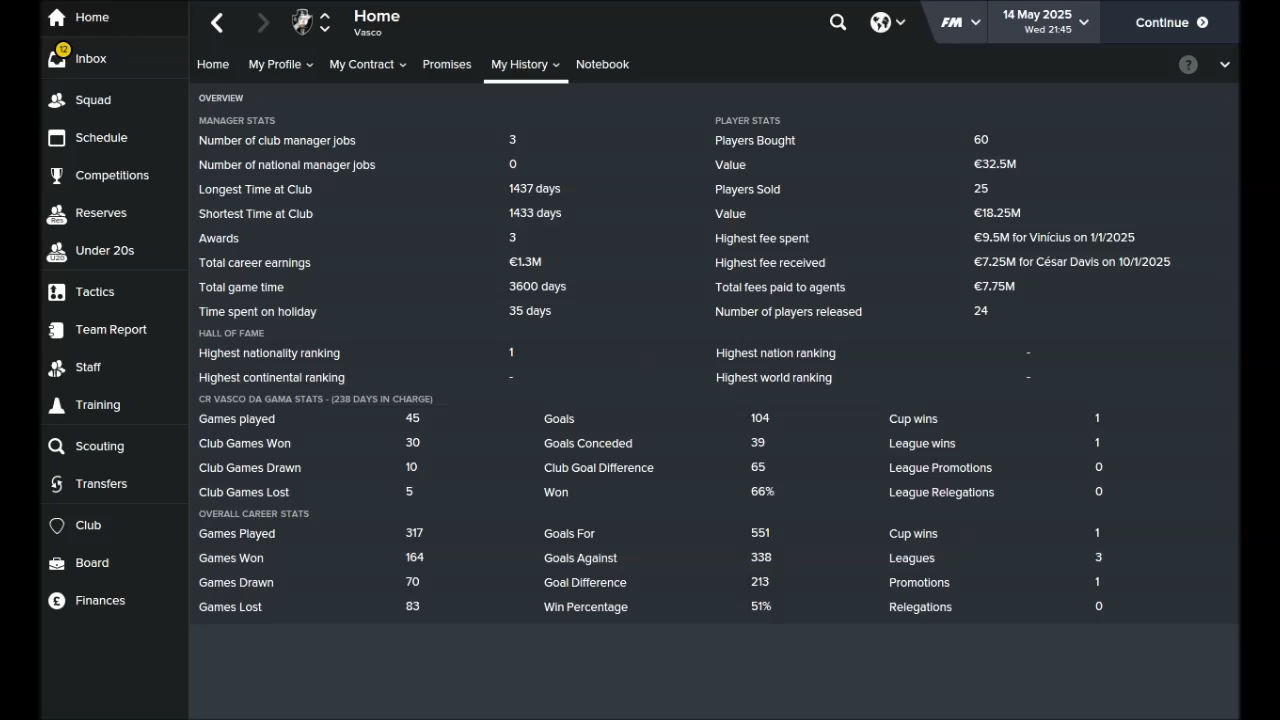 Home
12
Inbox
Squad
Schedule
Competitions
Res
Reserves
U20
Under 20s
Tactics
Team Report
Staff
Training
Scouting
Transfers
Club
Board
£
Finances
Home
Vasco
FM
14 May 2025
Wed 21:45
Continue
Home My Profile My Contract Promises My History Notebook ?
OVERVIEW
MANAGER STATS PLAYER STATS
Number of club manager jobs 3 Players Bought 60
Number of national manager jobs 0 Value €32.5M
Longest Time at Club 1437 days Players Sold 25
Shortest Time at Club 1433 days Value €18.25M
Awards 3 Highest fee spent €9.5M for Vinícius on 1/1/2025
Total career earnings €1.3M Highest fee received €7.25M for César Davis on 10/1/2025
Total game time 3600 days Total fees paid to agents €7.75M
Time spent on holiday 35 days Number of players released 24
HALL OF FAME
Highest nationality ranking 1 Highest nation ranking -
Highest continental ranking - Highest world ranking -
CR VASCO DA GAMA STATS - (238 DAYS IN CHARGE)
Games played 45 Goals 104 Cup wins 1
Club Games Won 30 Goals Conceded 39 League wins 1
Club Games Drawn 10 Club Goal Difference 65 League Promotions 0
Club Games Lost 5 Won 66% League Relegations 0
OVERALL CAREER STATS
Games Played 317 Goals For 551 Cup wins 1
Games Won 164 Goals Against 338 Leagues 3
Games Drawn 70 Goal Difference 213 Promotions 1
Games Lost 83 Win Percentage 51% Relegations 0